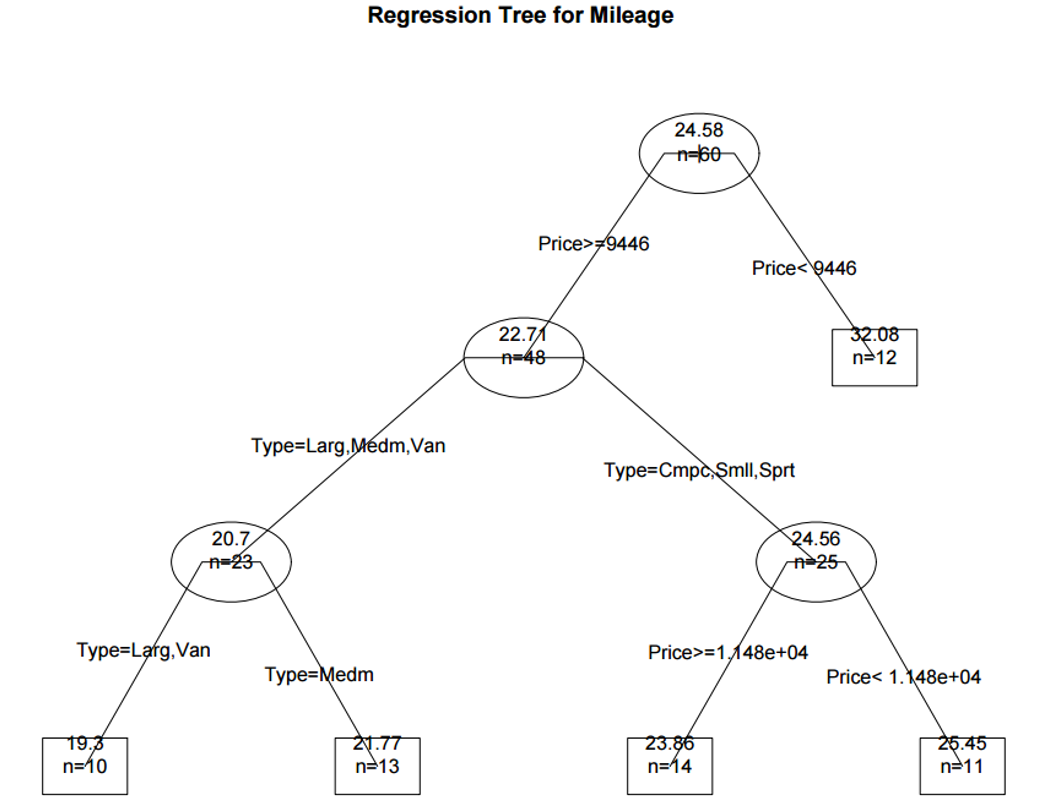 Regression Tree for Mileage
24.58
n=60
Price>=9446
Price< 9446
22.71
n=48
32.08
n=12
Type=Larg,Medm,Van
Type=Cmpc,Smll,Sprt
20.7
n=23
24.56
n=25
Type=Larg,Van
Type=Medm
Price>=1.148e+04
Price< 1.148e+04
19.3
n=10
21.77
n=13
23.86
n=14
25.45
n=11